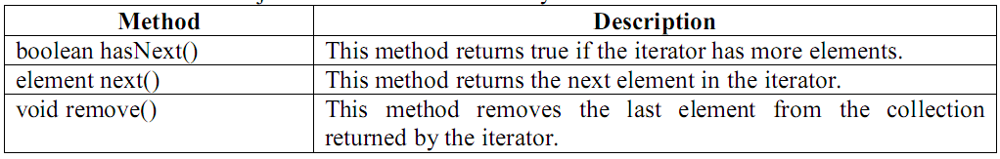 Method Description
boolean hasNext() This method returns true if the iterator has more elements.
element next() This method returns the next element in the iterator.
void remove() This method removes the last element from the collection
returned by the iterator.